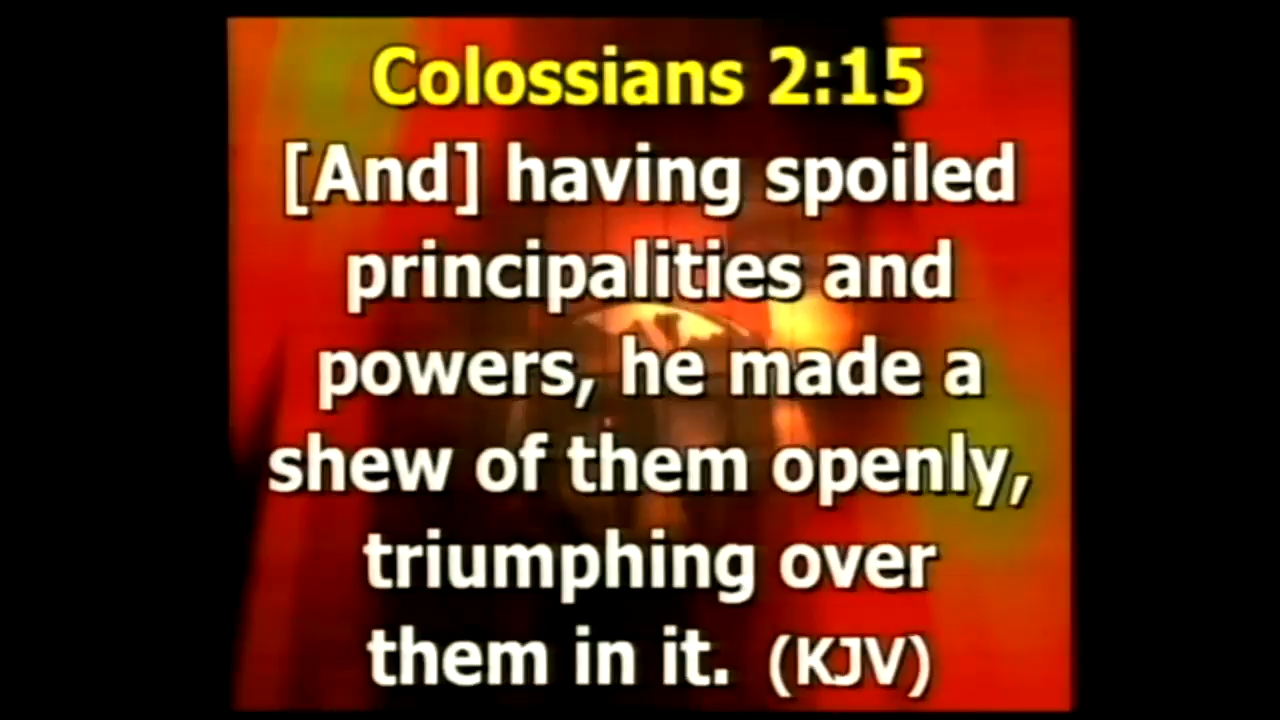 Colossians 2:15
[And] having spoiled
principalities and
powers, he made a
shew of them openly,
triumphing over
them in it. (KJV)